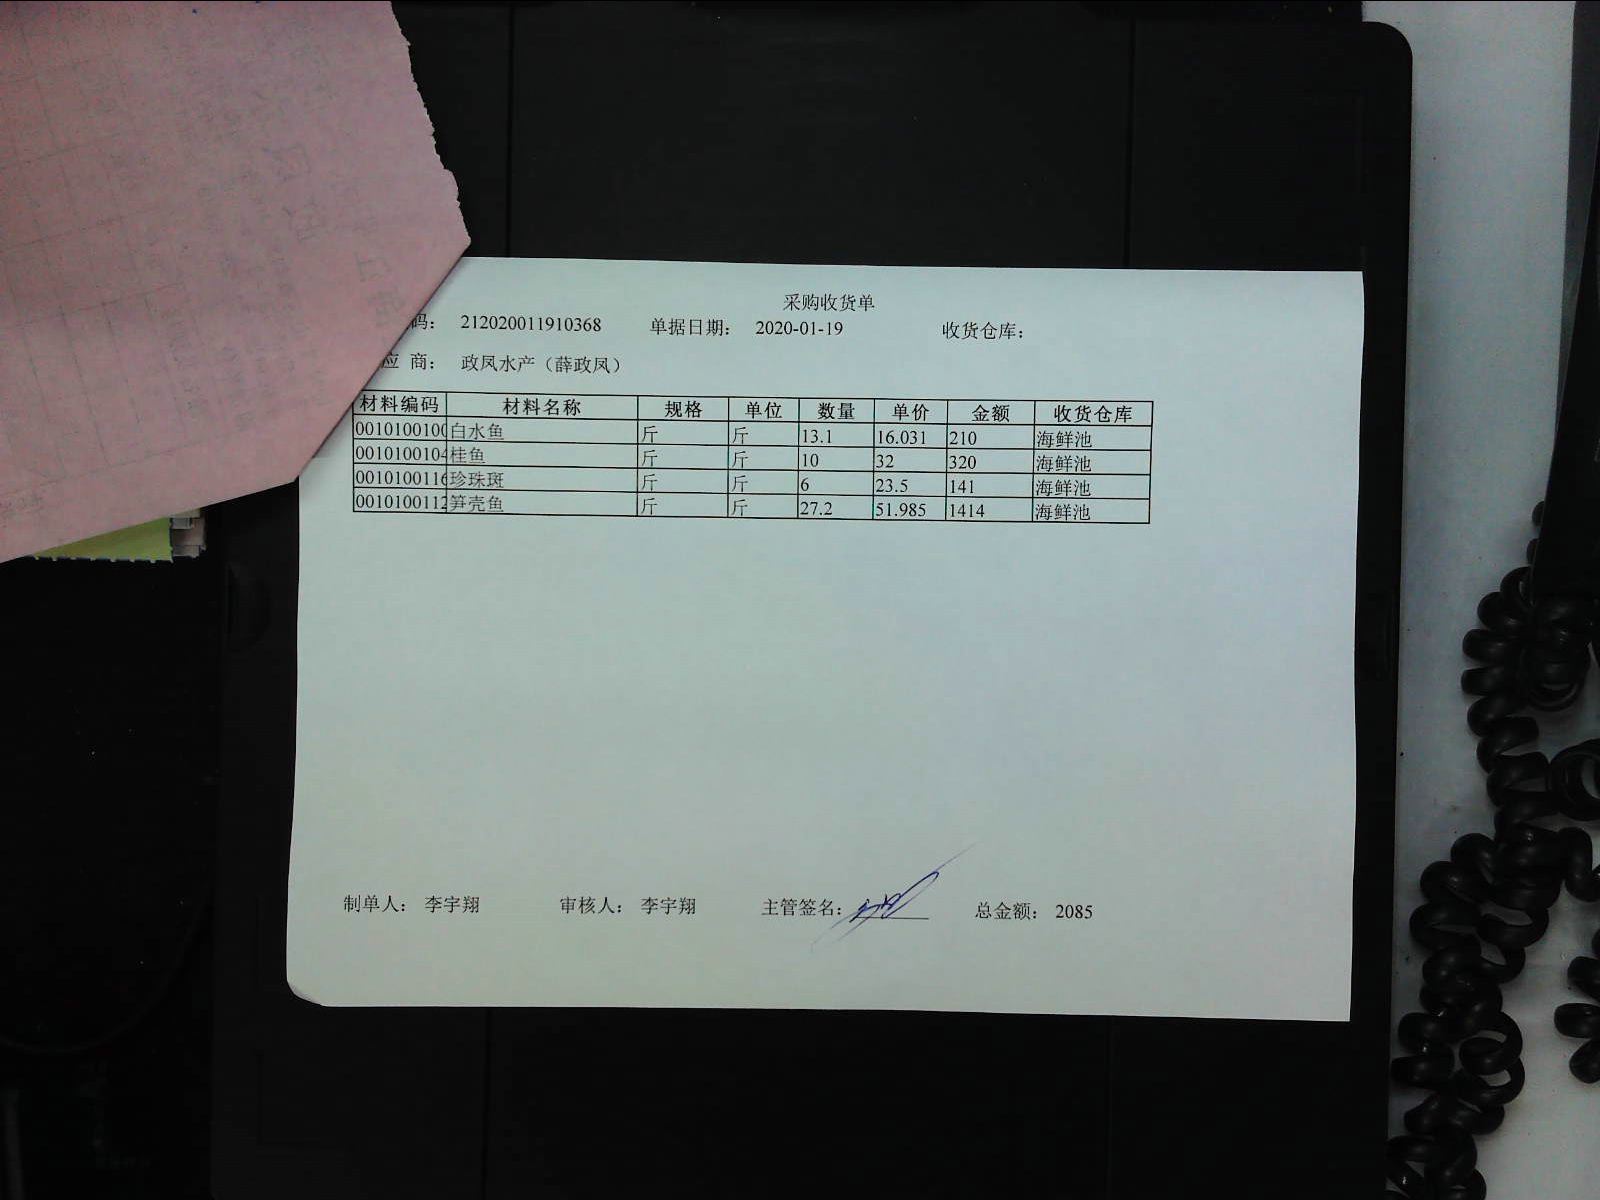 采购收货单
码： 212020011910368 单据日期： 2020-01-19 收货仓库：
应 商： 政凤水产（薛政凤）
材料编码 材料名称 规格 单位 数量 单价 金额 收货仓库
0010100100 白水鱼 斤 斤 13.1 16.031 210 海鲜池
0010100104 桂鱼 斤 斤 10 32 320 海鲜池
0010100116 珍珠斑 斤 斤 6 23.5 141 海鲜池
0010100112 笋壳鱼 斤 斤 27.2 51.985 1414 海鲜池
制单人： 李宇翔 审核人： 李宇翔 主管签名： 总金额： 2085